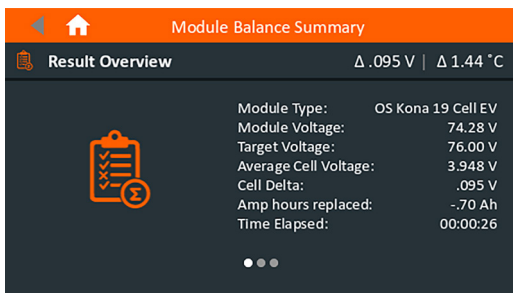 Module Balance Summary
Result Overview Δ .095 V | Δ 1.44 °C
Module Type: OS Kona 19 Cell EV
Module Voltage: 74.28 V
Target Voltage: 76.00 V
Average Cell Voltage: 3.948 V
Cell Delta: .095 V
Amp hours replaced: -.70 Ah
Time Elapsed: 00:00:26
Σ